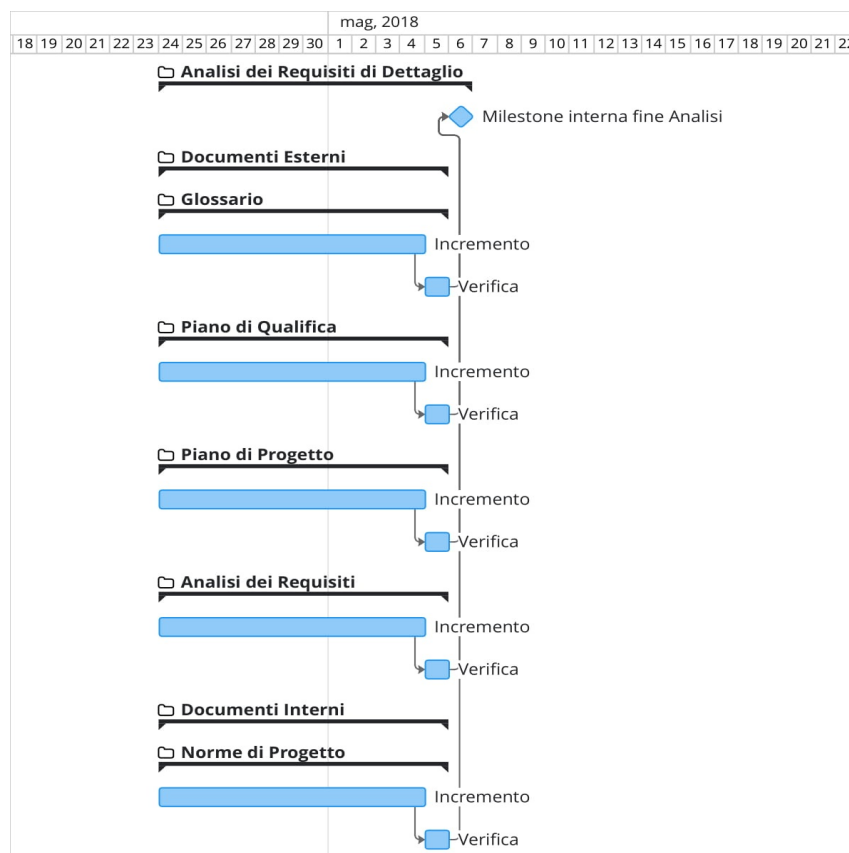 mag, 2018
18 19 20 21 22 23 24 25 26 27 28 29 30 1 2 3 4 5 6 7 8 9 10 11 12 13 14 15 16 17 18 19 20 21 22
Analisi dei Requisiti di Dettaglio
Milestone interna fine Analisi
Documenti Esterni
Glossario
Incremento
Verifica
Piano di Qualifica
Incremento
Verifica
Piano di Progetto
Incremento
Verifica
Analisi dei Requisiti
Incremento
Verifica
Documenti Interni
Norme di Progetto
Incremento
Verifica